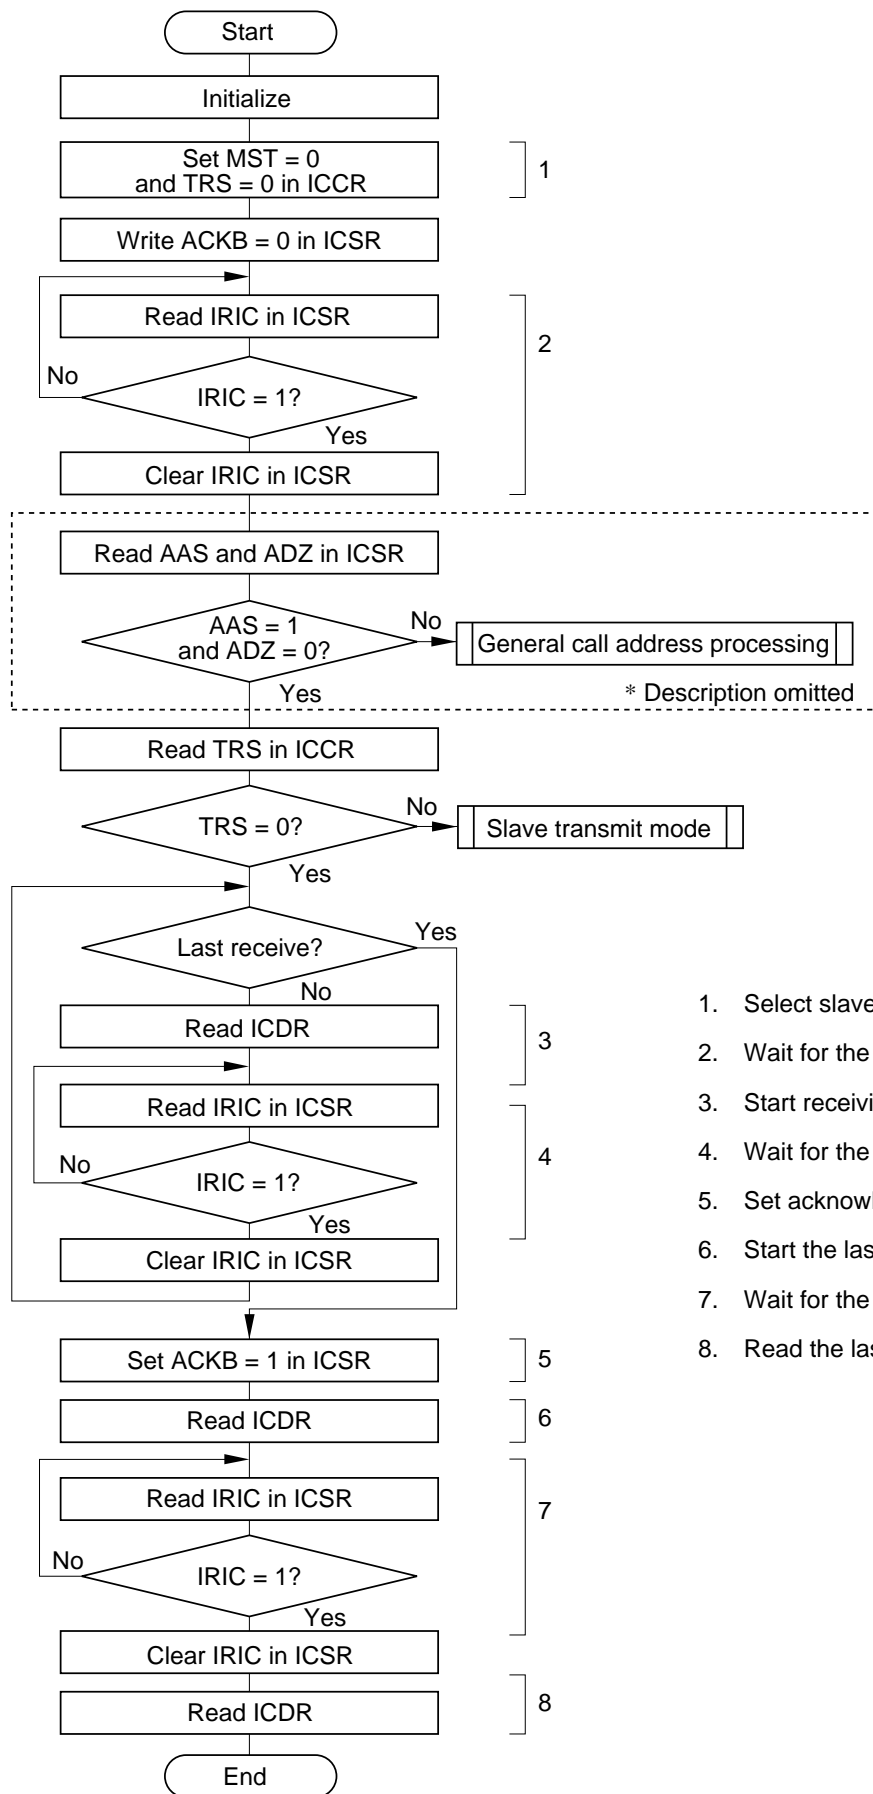 Start
Initialize
Set MST = 0
and TRS = 0 in ICCR
1
Write ACKB = 0 in ICSR
Read IRIC in ICSR
2
No
IRIC = 1?
Yes
Clear IRIC in ICSR
Read AAS and ADZ in ICSR
AAS = 1
and ADZ = 0?
No
General call address processing
Yes
* Description omitted
Read TRS in ICCR
TRS = 0?
No
Slave transmit mode
Yes
Last receive?
Yes
No
Read ICDR
3
Read IRIC in ICSR
No
IRIC = 1?
4
Yes
Clear IRIC in ICSR
1. Select slave
2. Wait for the
3. Start receivi
4. Wait for the
5. Set acknow
6. Start the las
7. Wait for the
8. Read the las
Set ACKB = 1 in ICSR
5
Read ICDR
6
Read IRIC in ICSR
7
No
IRIC = 1?
Yes
Clear IRIC in ICSR
Read ICDR
8
End